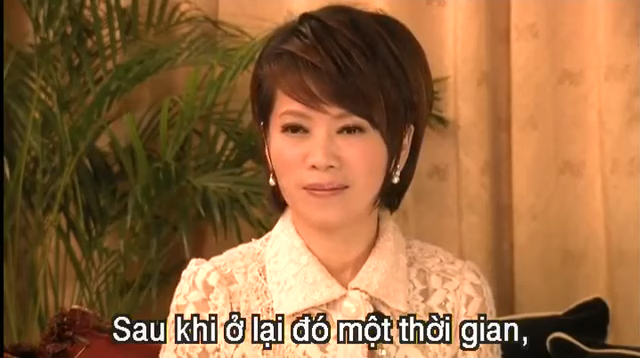 Sau khi ở lại đó một thời gian,